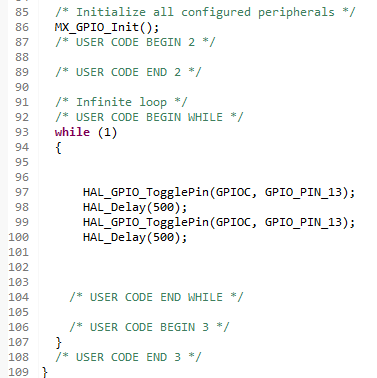 85 /* Initialize all configured peripherals */
86 MX_GPIO_Init();
87 /* USER CODE BEGIN 2 */
88
89 /* USER CODE END 2 */
90
91 /* Infinite loop */
92 /* USER CODE BEGIN WHILE */
93 while (1)
94 {
95
96
97 HAL_GPIO_TogglePin(GPIOC, GPIO_PIN_13);
98 HAL_Delay(500);
99 HAL_GPIO_TogglePin(GPIOC, GPIO_PIN_13);
100 HAL_Delay(500);
101
102
103
104 /* USER CODE END WHILE */
105
106 /* USER CODE BEGIN 3 */
107 }
108 /* USER CODE END 3 */
109 }